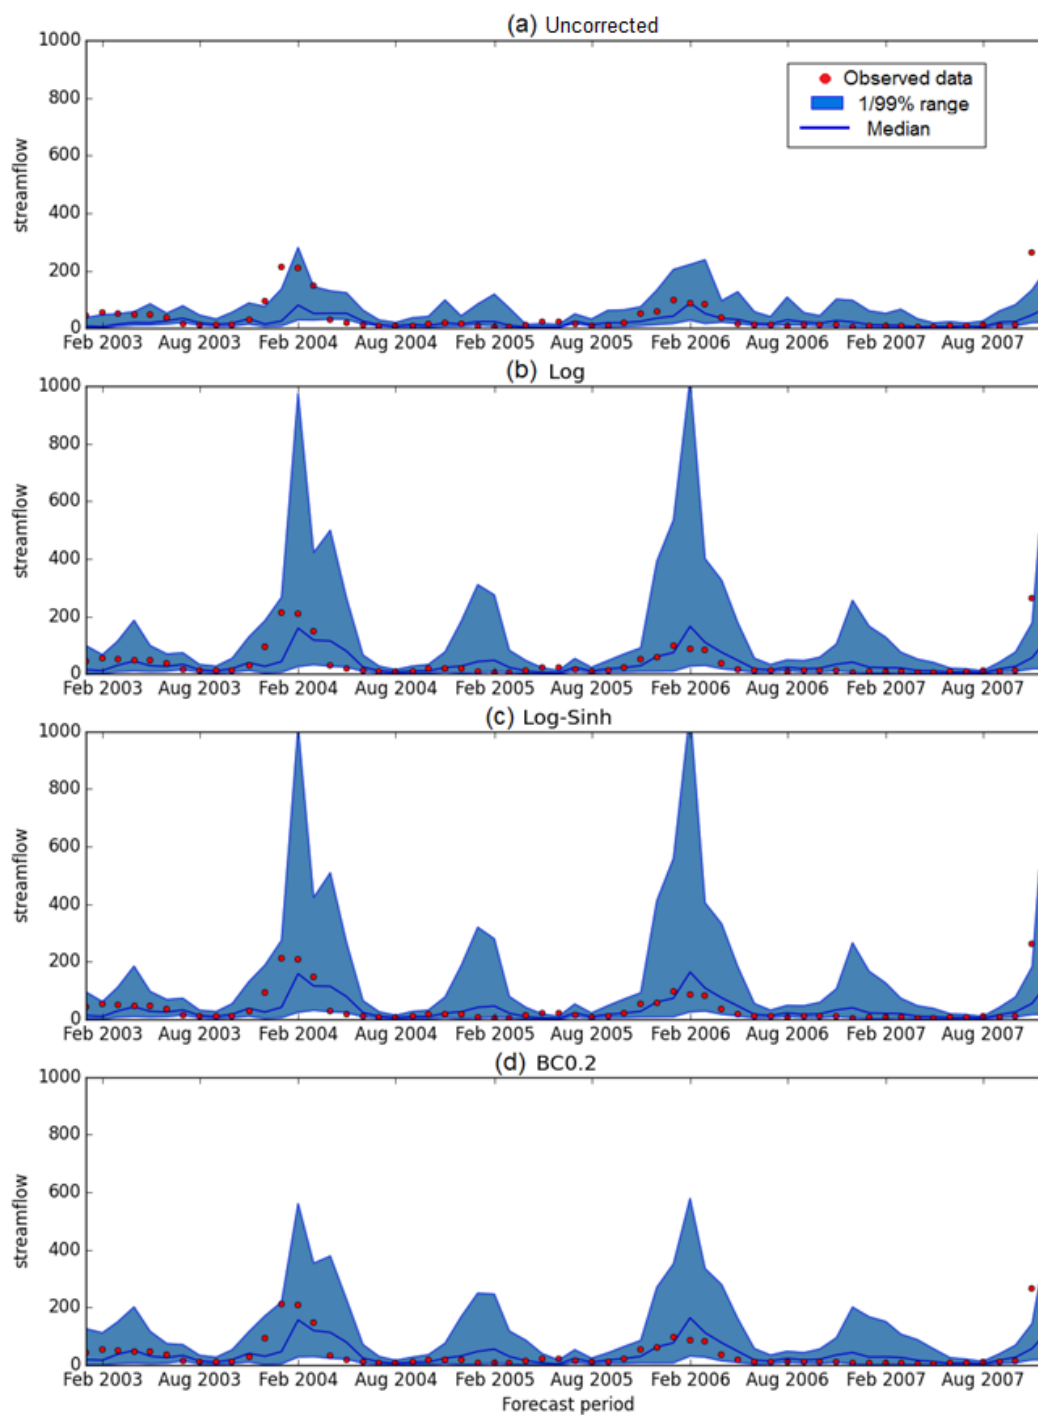 (a) Uncorrected
1000
800
600
400
200
0
streamflow
Observed data
1/99% range
Median
Feb 2003 Aug 2003 Feb 2004 Aug 2004 Feb 2005 Aug 2005 Feb 2006 Aug 2006 Feb 2007 Aug 2007
(b) Log
1000
800
600
400
200
0
streamflow
Feb 2003 Aug 2003 Feb 2004 Aug 2004 Feb 2005 Aug 2005 Feb 2006 Aug 2006 Feb 2007 Aug 2007
(c) Log-Sinh
1000
800
600
400
200
0
streamflow
Feb 2003 Aug 2003 Feb 2004 Aug 2004 Feb 2005 Aug 2005 Feb 2006 Aug 2006 Feb 2007 Aug 2007
(d) BC0.2
1000
800
600
400
200
0
streamflow
Feb 2003 Aug 2003 Feb 2004 Aug 2004 Feb 2005 Aug 2005 Feb 2006 Aug 2006 Feb 2007 Aug 2007
Forecast period